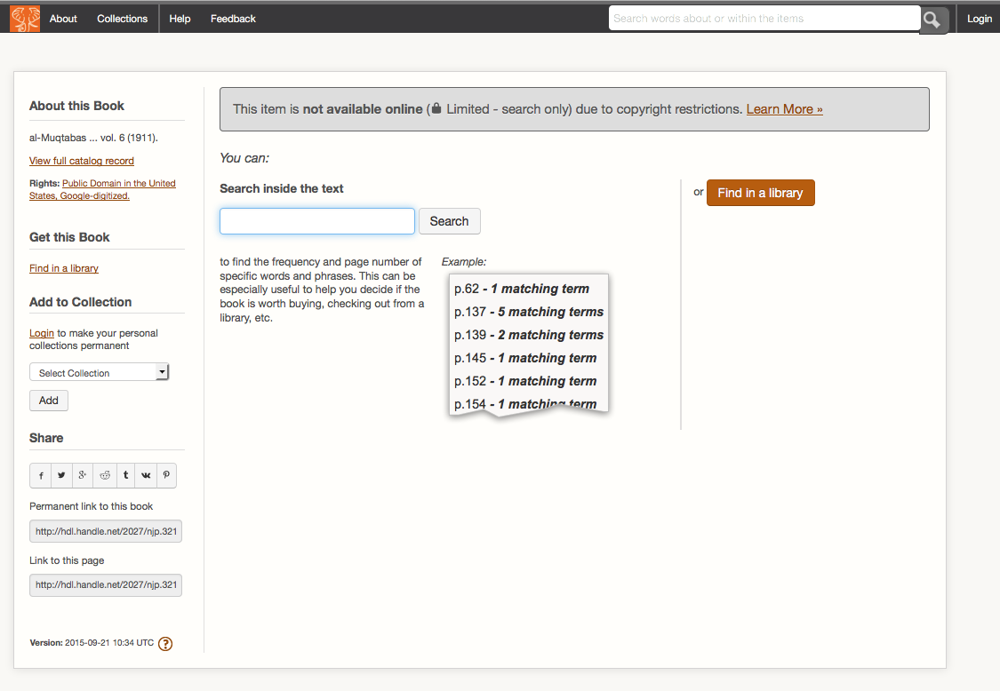 About Collections Help Feedback Search words about or within the items Login
About this Book
al-Muqtabas ... vol. 6 (1911).
View full catalog record
Rights: Public Domain in the United
States, Google-digitized.
Get this Book
Find in a library
Add to Collection
Login to make your personal
collections permanent
Select Collection
Add
Share
Permanent link to this book
http://hdl.handle.net/2027/njp.321
Link to this page
http://hdl.handle.net/2027/njp.321
Version: 2015-09-21 10:34 UTC ?
This item is not available online ( Limited - search only) due to copyright restrictions. Learn More »
You can:
Search inside the text
Search
to find the frequency and page number of
specific words and phrases. This can be
especially useful to help you decide if the
book is worth buying, checking out from a
library, etc.
Example:
p.62 - 1 matching term
p.137 - 5 matching terms
p.139 - 2 matching terms
p.145 - 1 matching term
p.152 - 1 matching term
p.154 - 1 matching term
or Find in a library